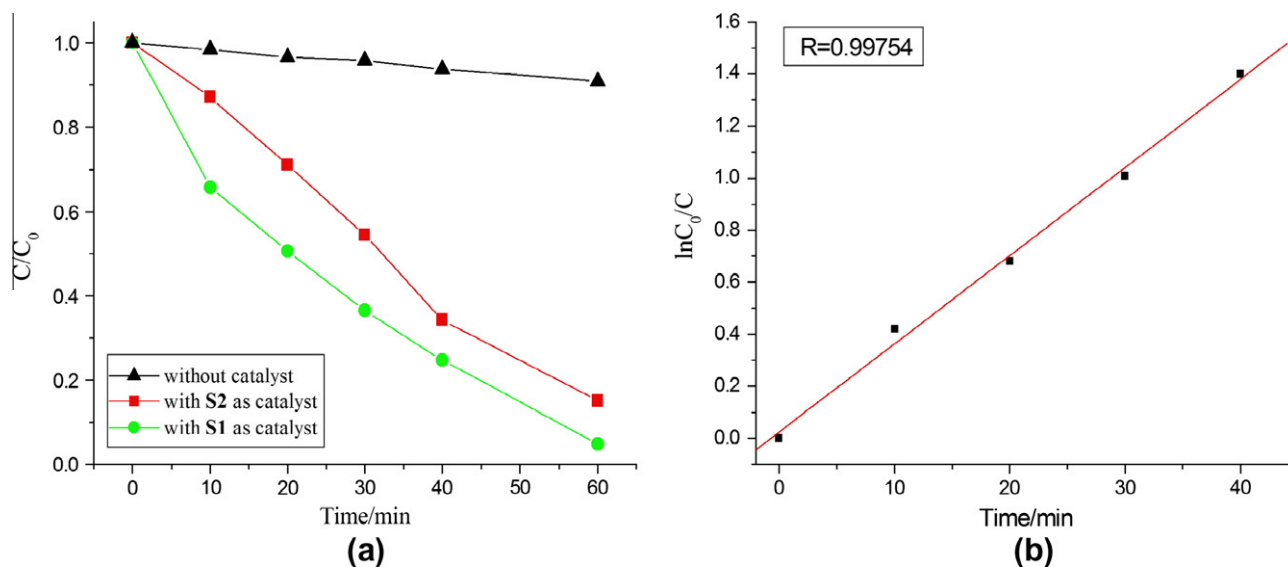 1.0
0.8
0.6
0.4
0.2
0.0
C/C₀
without catalyst
with S2 as catalyst
with S1 as catalyst
0 10 20 30 40 50 60
Time/min
(a)
1.6
1.4
1.2
1.0
0.8
0.6
0.4
0.2
0.0
lnC₀/C
R=0.99754
0 10 20 30 40
Time/min
(b)